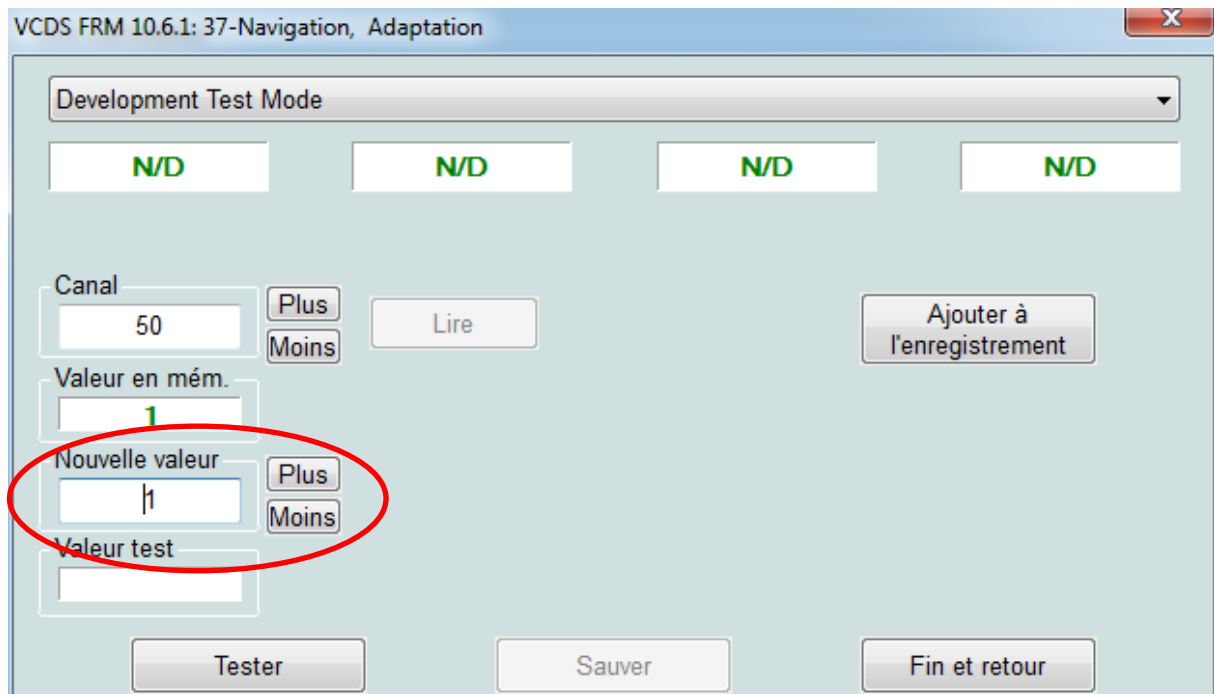 VCDS FRM 10.6.1: 37-Navigation, Adaptation
X
Development Test Mode
N/D N/D N/D N/D
Canal
50
Plus
Moins
Lire
Ajouter à
l'enregistrement
Valeur en mém.
1
Nouvelle valeur
1
Plus
Moins
Valeur test
Tester
Sauver
Fin et retour